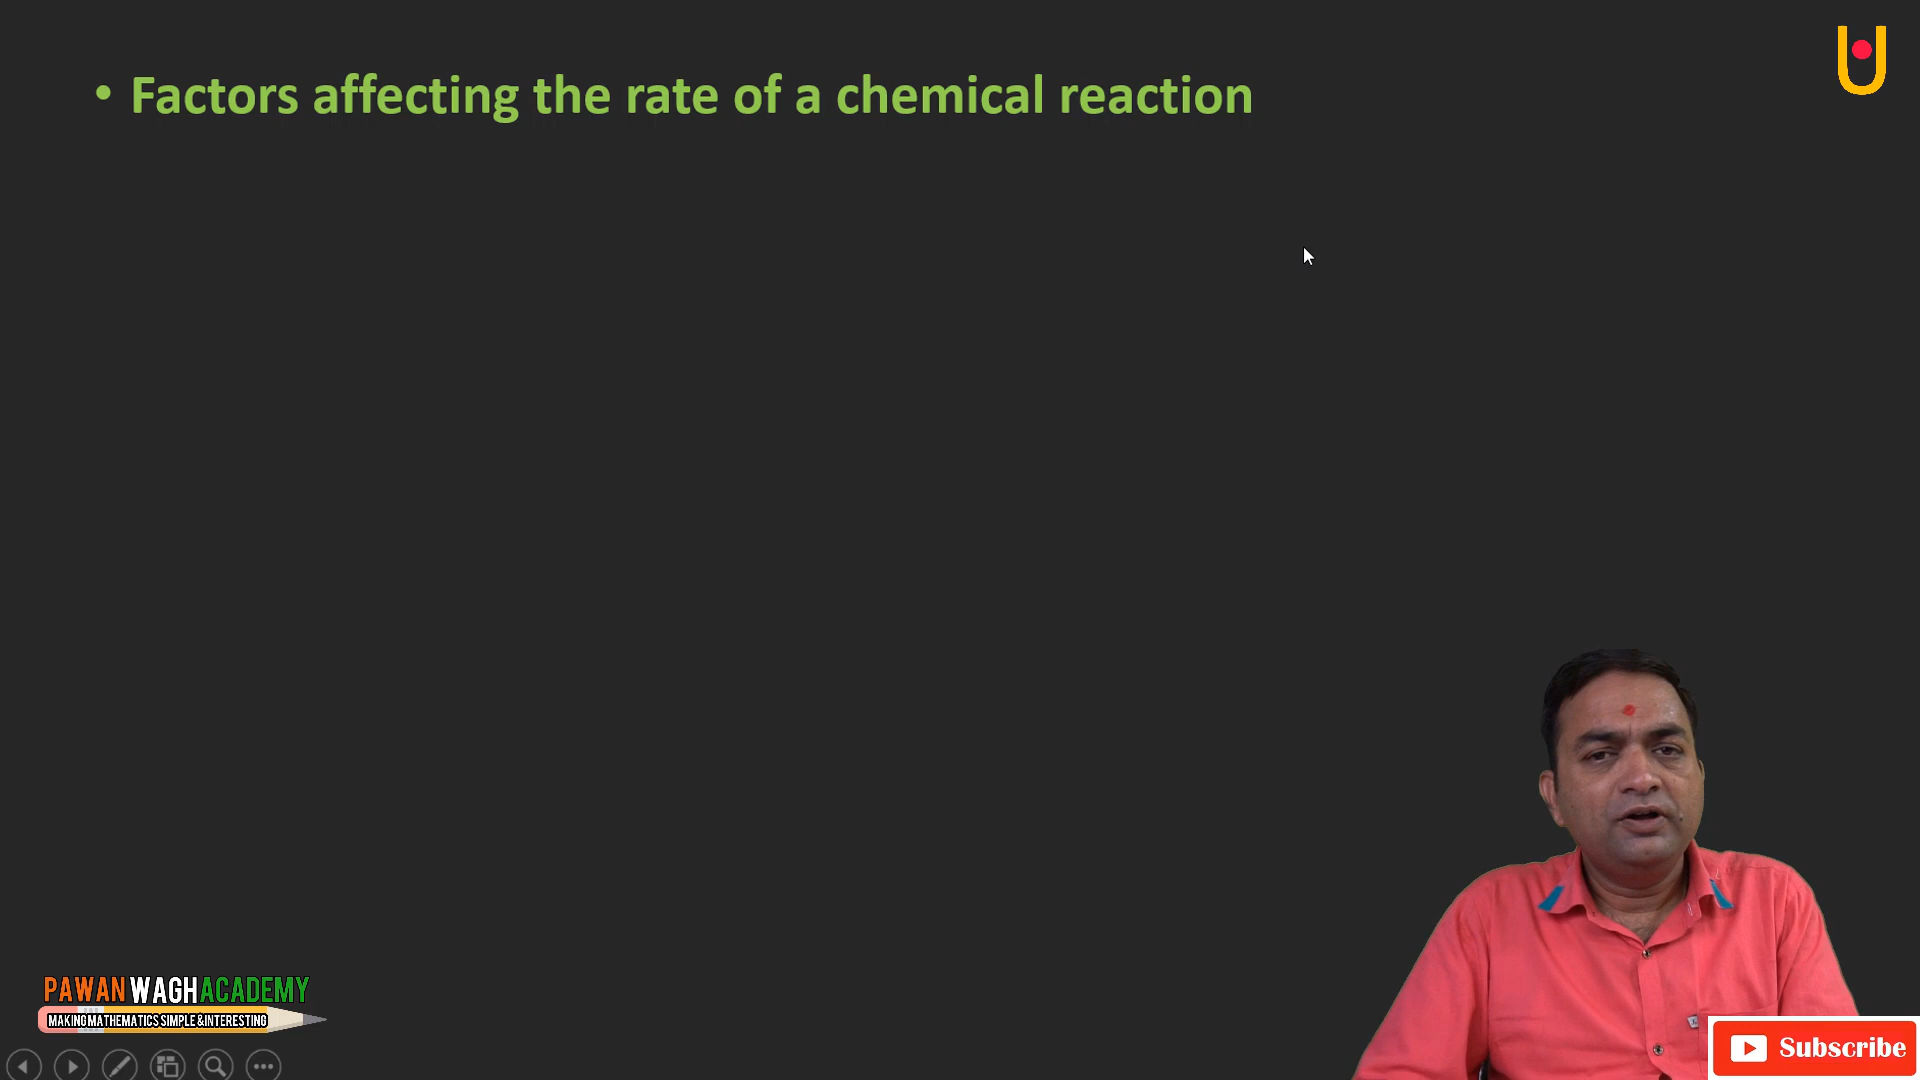 • Factors affecting the rate of a chemical reaction
PAWAN WAGH ACADEMY
MAKING MATHEMATICS SIMPLE & INTERESTING
Subscribe